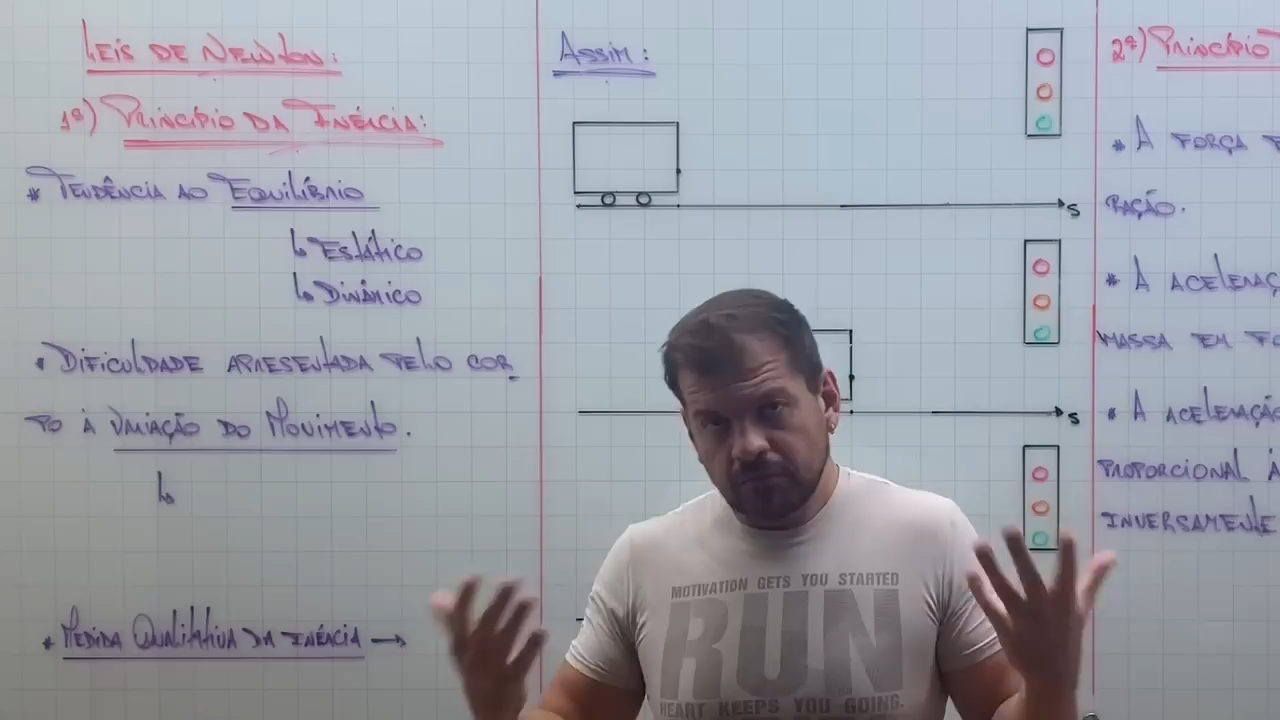 LEIS DE NEWTON:
1º) PRINCÍPIO DA INÉRCIA:
* TENDÊNCIA AO EQUILÍBRIO
↳ ESTÁTICO
↳ DINÂMICO
• DIFICULDADE APRESENTADA PELO COR
PO À VARIAÇÃO DO MOVIMENTO.
↳
* MEDIDA QUALITATIVA DA INÉRCIA →
ASSIM:
S
S
2º) PRINCÍPIO
* A FORÇA
RAÇÃO.
* A ACELERAÇ
MASSA EM FO
* A ACELERAÇÃO
PROPORCIONAL À
INVERSAMENTE
MOTIVATION GETS YOU STARTED
RUN
HEART KEEPS YOU GOING.